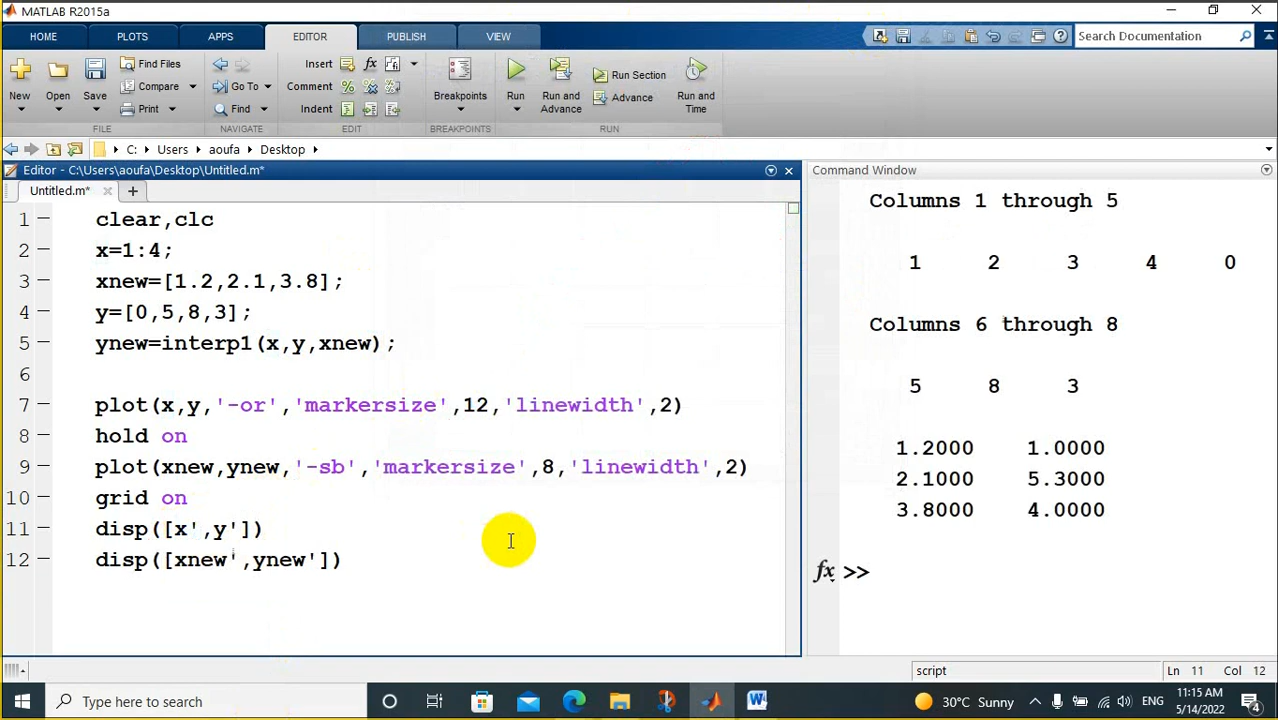 MATLAB R2015a
HOME PLOTS APPS EDITOR PUBLISH VIEW Search Documentation
New Open Save Find Files Compare Print Go To Find Insert fx Comment Indent Breakpoints Run Run and Advance Run Section Advance Run and Time
FILE NAVIGATE EDIT BREAKPOINTS RUN
C: Users aoufa Desktop
Editor - C:\Users\aoufa\Desktop\Untitled.m*
Untitled.m*
1 clear,clc
2 x=1:4;
3 xnew=[1.2,2.1,3.8];
4 y=[0,5,8,3];
5 ynew=interp1(x,y,xnew);
6
7 plot(x,y,'-or','markersize',12,'linewidth',2)
8 hold on
9 plot(xnew,ynew,'-sb','markersize',8,'linewidth',2)
10 grid on
11 disp([x',y'])
12 disp([xnew',ynew'])
Command Window
Columns 1 through 5
1 2 3 4 0
Columns 6 through 8
5 8 3
1.2000 1.0000
2.1000 5.3000
3.8000 4.0000
fx >>
script Ln 11 Col 12
Type here to search
30°C Sunny ENG 11:15 AM 5/14/2022 4